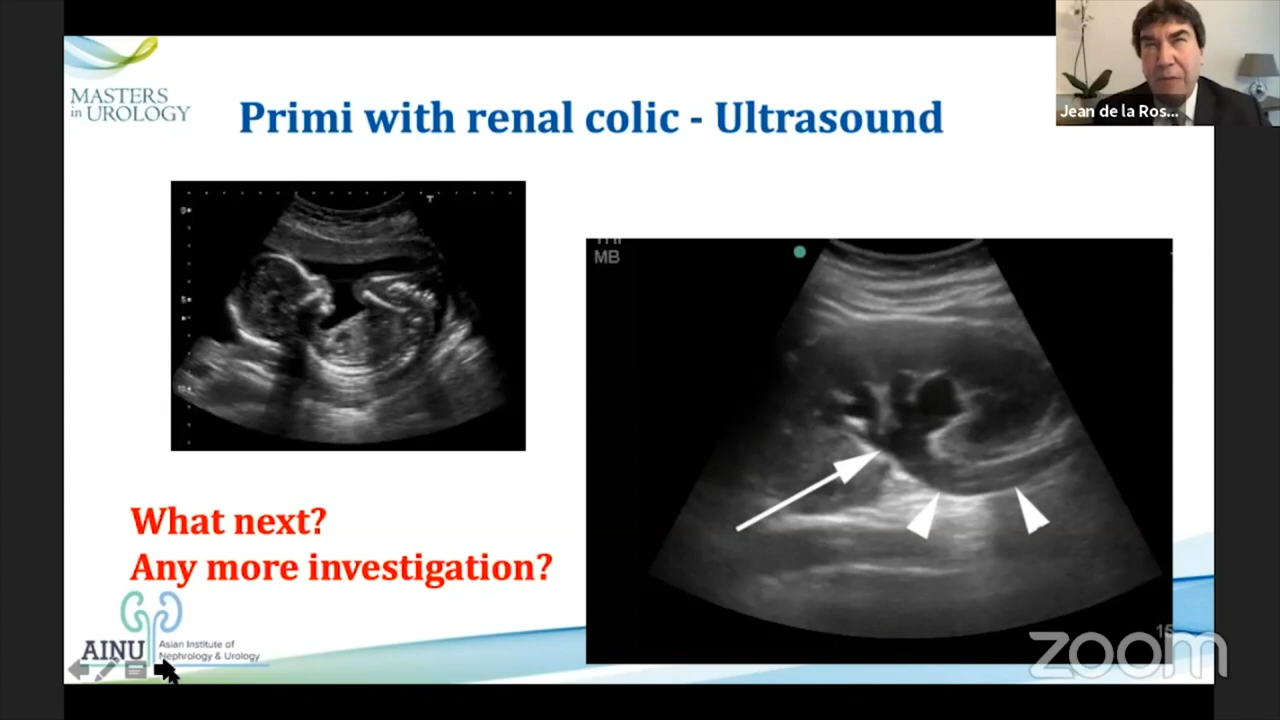 MASTERS
in UROLOGY
Primi with renal colic - Ultrasound
Jean de la Ros...
MB
What next?
Any more investigation?
AINU
Asian Institute of
Nephrology & Urology
15
zoom